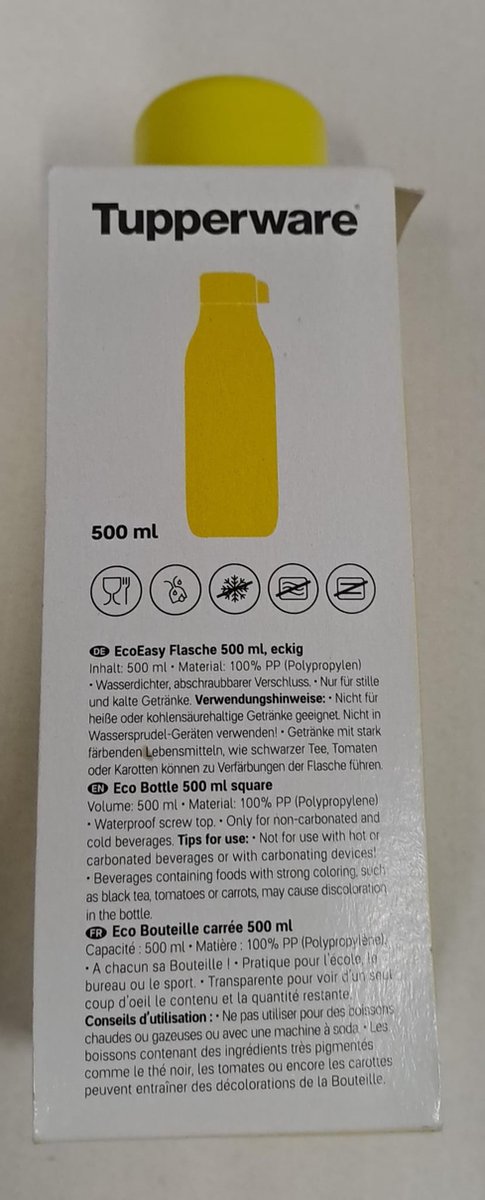 Tupperware
500 ml
DE EcoEasy Flasche 500 ml, eckig
Inhalt: 500 ml • Material: 100% PP (Polypropylen)
• Wasserdichter, abschraubbarer Verschluss. • Nur für stille
und kalte Getränke. Verwendungshinweise: • Nicht für
heiße oder kohlensäurehaltige Getränke geeignet. Nicht in
Wassersprudel-Geräten verwenden! • Getränke mit stark
färbenden Lebensmitteln, wie schwarzer Tee, Tomaten
oder Karotten können zu Verfärbungen der Flasche führen.
EN Eco Bottle 500 ml square
Volume: 500 ml • Material: 100% PP (Polypropylene)
• Waterproof screw top. • Only for non-carbonated and
cold beverages. Tips for use: • Not for use with hot or
carbonated beverages or with carbonating devices!
• Beverages containing foods with strong coloring, such
as black tea, tomatoes or carrots, may cause discoloration
in the bottle.
FR Eco Bouteille carrée 500 ml
Capacité : 500 ml • Matière : 100% PP (Polypropylène).
• A chacun sa Bouteille ! • Pratique pour l'école, le
bureau ou le sport. • Transparente pour voir d'un seul
coup d'oeil le contenu et la quantité restante.
Conseils d'utilisation : • Ne pas utiliser pour des boissons
chaudes ou gazeuses ou avec une machine à soda. • Les
boissons contenant des ingrédients très pigmentés
comme le thé noir, les tomates ou encore les carottes
peuvent entraîner des décolorations de la Bouteille.